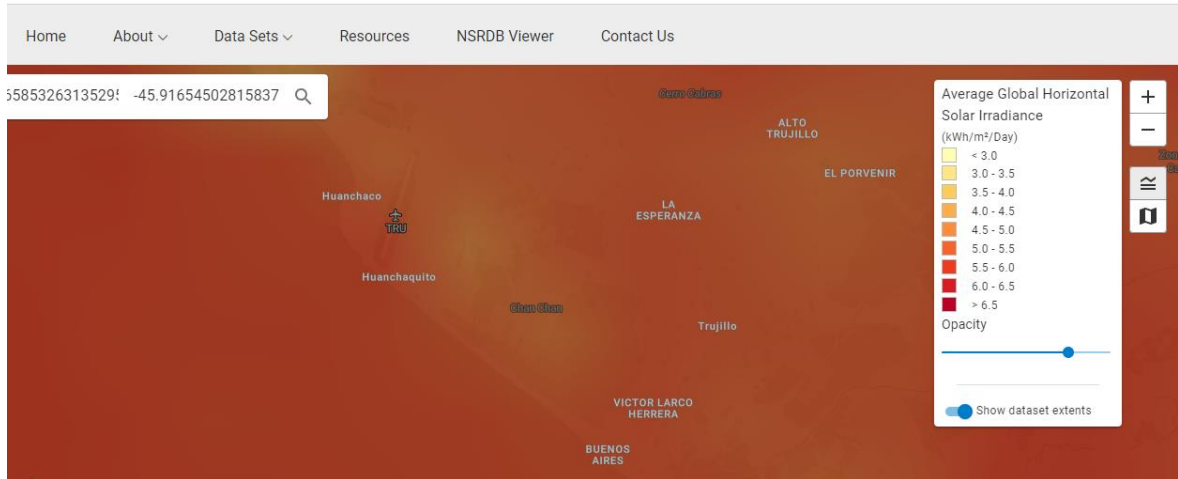 Home About Data Sets Resources NSRDB Viewer Contact Us
-45.91654502815837
Cerro Cabras
ALTO
TRUJILLO
EL PORVENIR
Huanchaco
TRU
LA
ESPERANZA
Huanchaquito
Chan Chan
Trujillo
VICTOR LARCO
HERRERA
BUENOS
AIRES
Average Global Horizontal
Solar Irradiance
(kWh/m²/Day)
< 3.0
3.0 - 3.5
3.5 - 4.0
4.0 - 4.5
4.5 - 5.0
5.0 - 5.5
5.5 - 6.0
6.0 - 6.5
> 6.5
Opacity
Show dataset extents
+
−